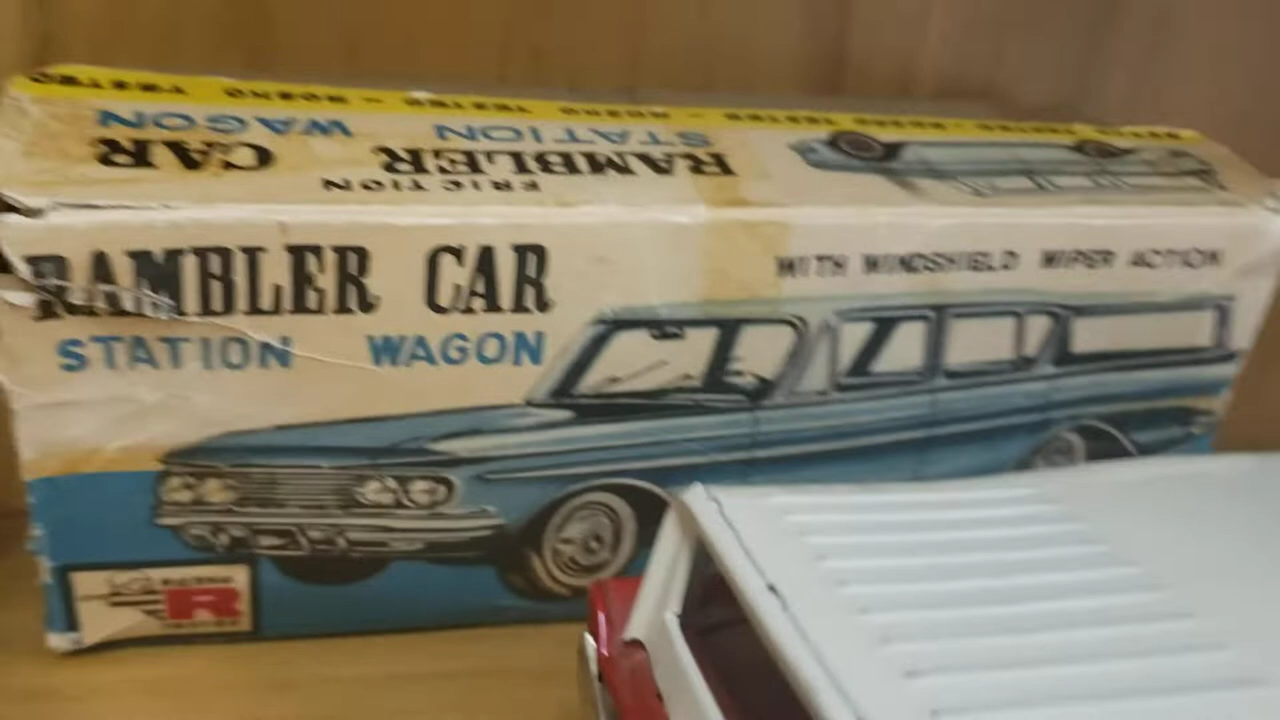 STATION WAGON
RAMBLER CAR
FRICTION
RAMBLER CAR
STATION WAGON
WITH WINDSHIELD WIPER ACTION
R